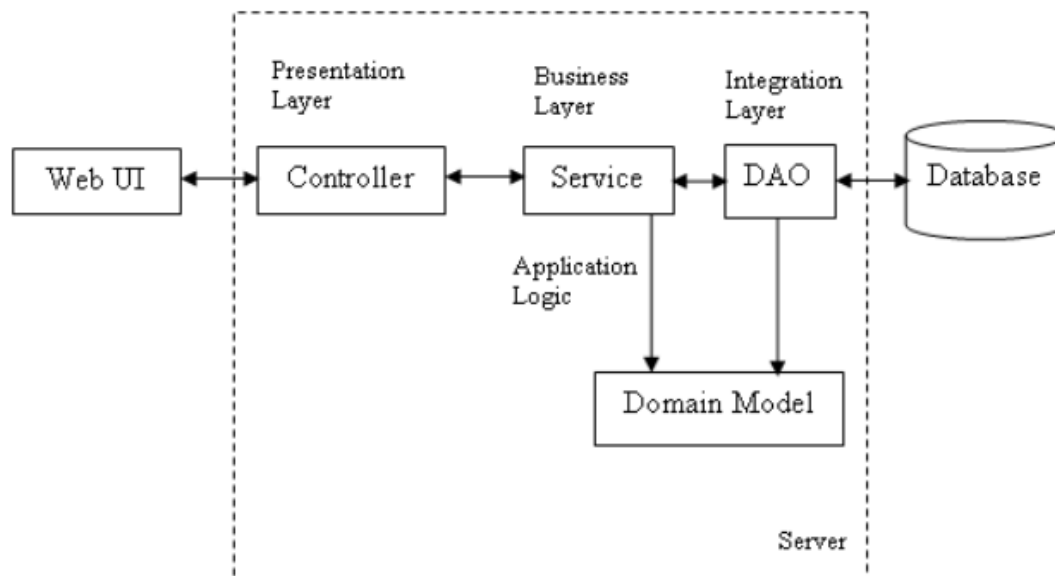 Presentation
Layer
Business
Layer
Integration
Layer
Web UI
Controller
Service
DAO
Database
Application
Logic
Domain Model
Server